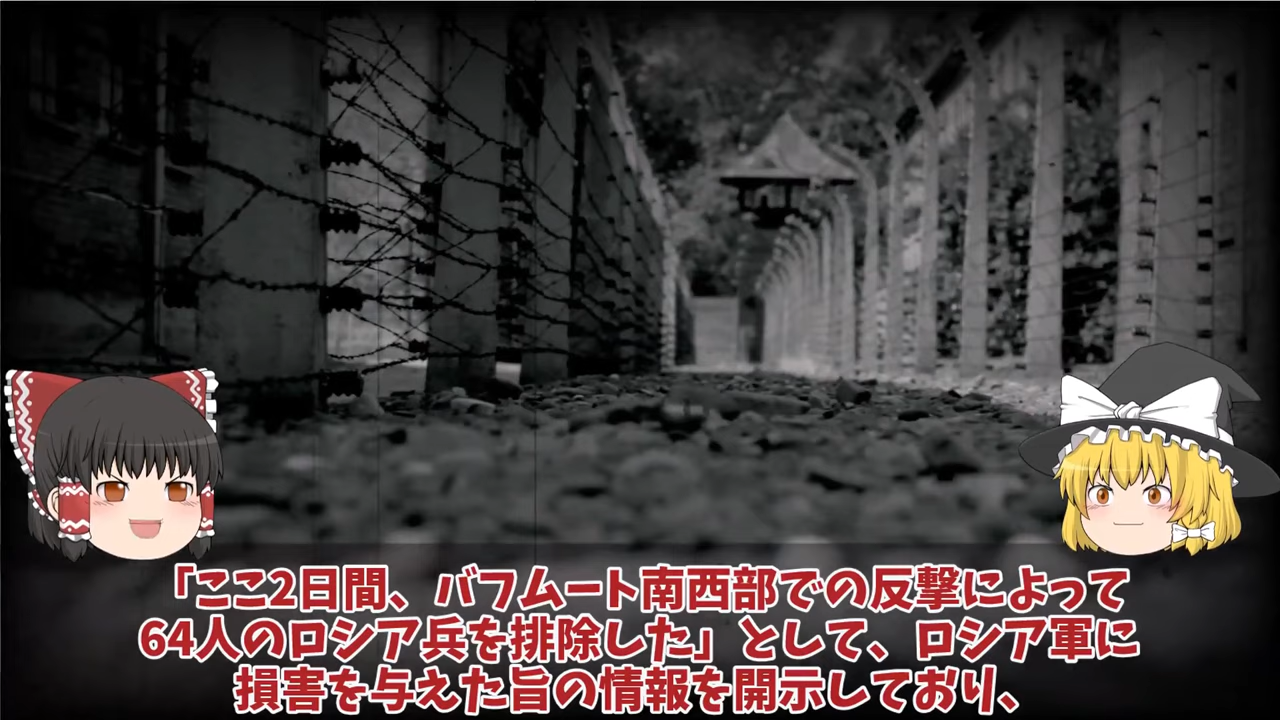 「ここ2日間、バフムート南西部での反撃によって
64人のロシア兵を排除した」として、ロシア軍に
損害を与えた旨の情報を開示しており、